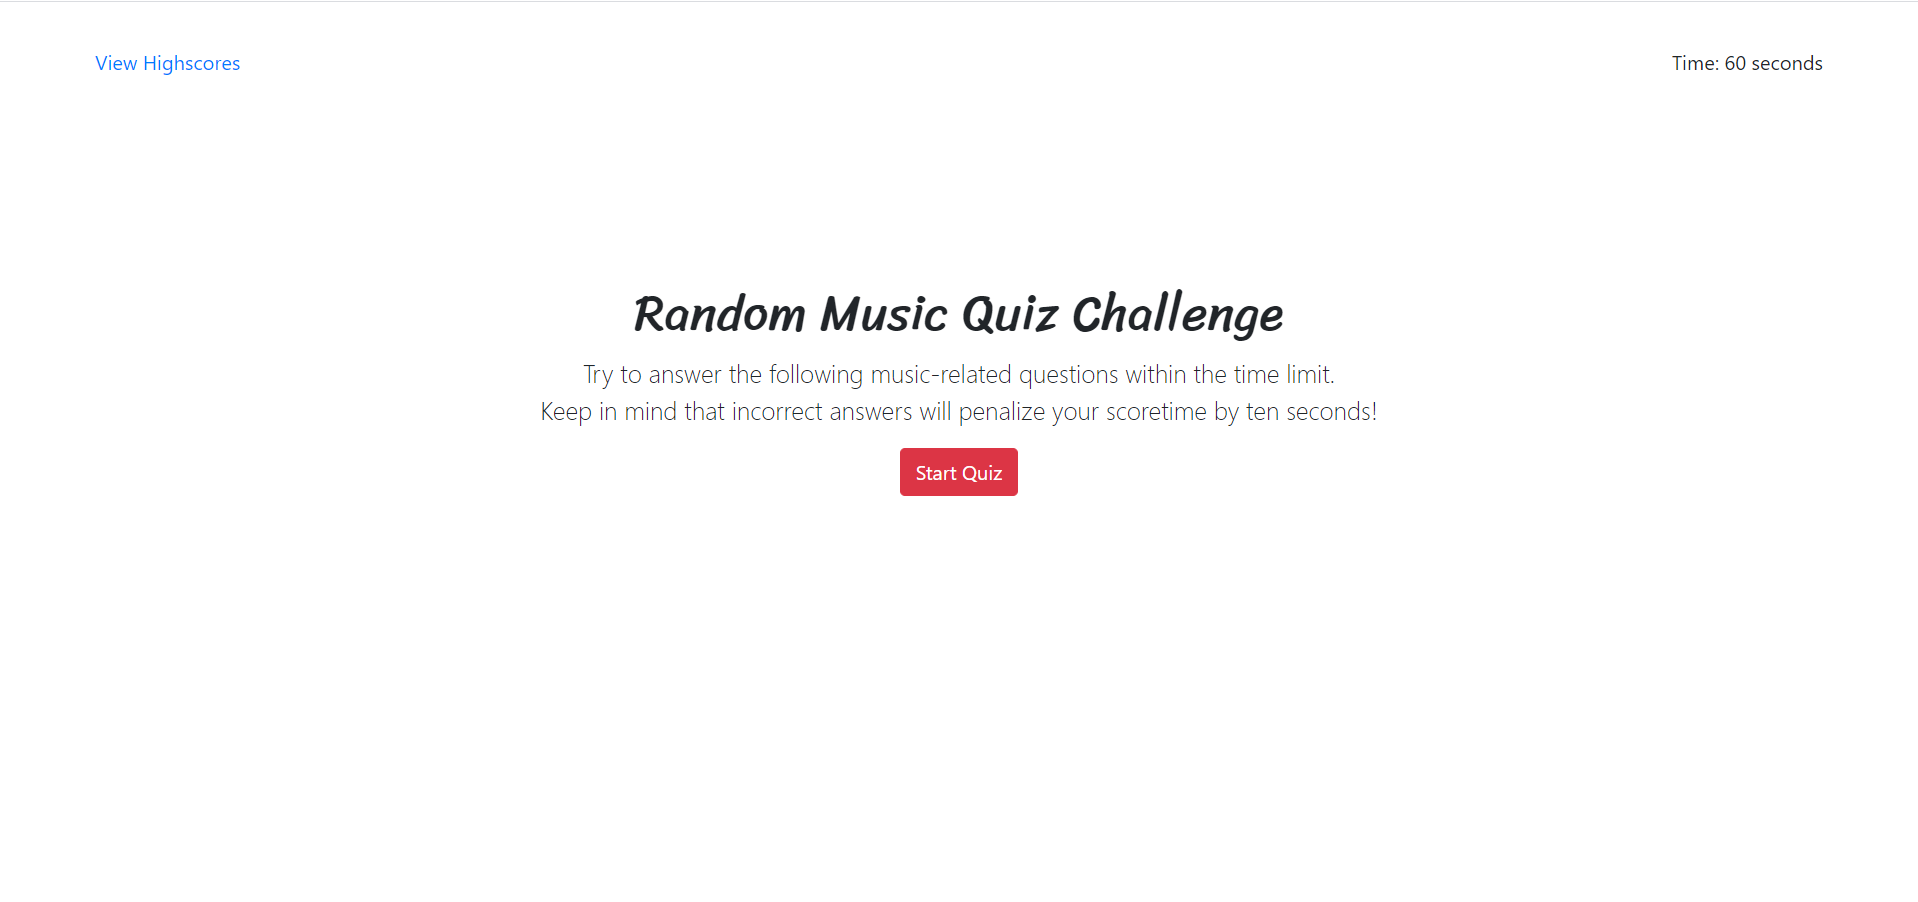 View Highscores
Time: 60 seconds
Random Music Quiz Challenge
Try to answer the following music-related questions within the time limit.
Keep in mind that incorrect answers will penalize your scoretime by ten seconds!
Start Quiz